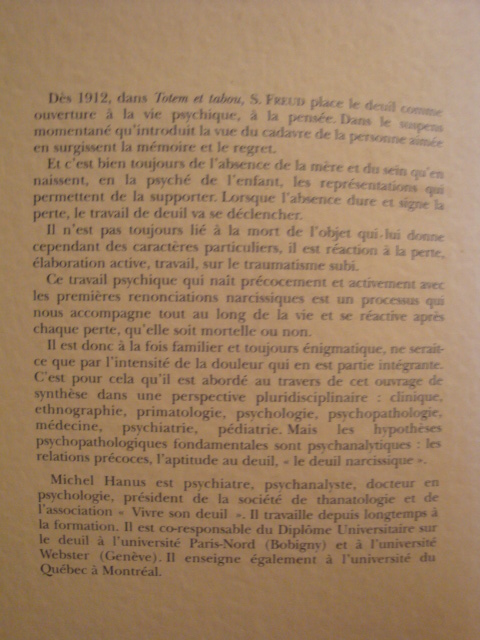 Dès 1912, dans Totem et tabou, S. FREUD place le deuil comme
ouverture à la vie psychique, à la pensée. Dans le suspens
momentané qu'introduit la vue du cadavre de la personne aimée
en surgissent la mémoire et le regret.
Et c'est bien toujours de l'absence de la mère et du sein qu'en
naissent, en la psyché de l'enfant, les représentations qui
permettent de la supporter. Lorsque l'absence dure et signe la
perte, le travail de deuil va se déclencher.
Il n'est pas toujours lié à la mort de l'objet qui lui donne
cependant des caractères particuliers, il est réaction à la perte,
élaboration active, travail, sur le traumatisme subi.
Ce travail psychique qui naît précocement et activement avec
les premières renonciations narcissiques est un processus qui
nous accompagne tout au long de la vie et se réactive après
chaque perte, qu'elle soit mortelle ou non.
Il est donc à la fois familier et toujours énigmatique, ne serait-
ce que par l'intensité de la douleur qui en est partie intégrante.
C'est pour cela qu'il est abordé au travers de cet ouvrage de
synthèse dans une perspective pluridisciplinaire : clinique,
ethnographie, primatologie, psychologie, psychopathologie,
médecine, psychiatrie, pédiatrie. Mais les hypothèses
psychopathologiques fondamentales sont psychanalytiques : les
relations précoces, l'aptitude au deuil, « le deuil narcissique ».
Michel Hanus est psychiatre, psychanalyste, docteur en
psychologie, président de la société de thanatologie et de
l'association « Vivre son deuil ». Il travaille depuis longtemps à
la formation. Il est co-responsable du Diplôme Universitaire sur
le deuil à l'université Paris-Nord (Bobigny) et à l'université
Webster (Genève). Il enseigne également à l'université du
Québec à Montréal.